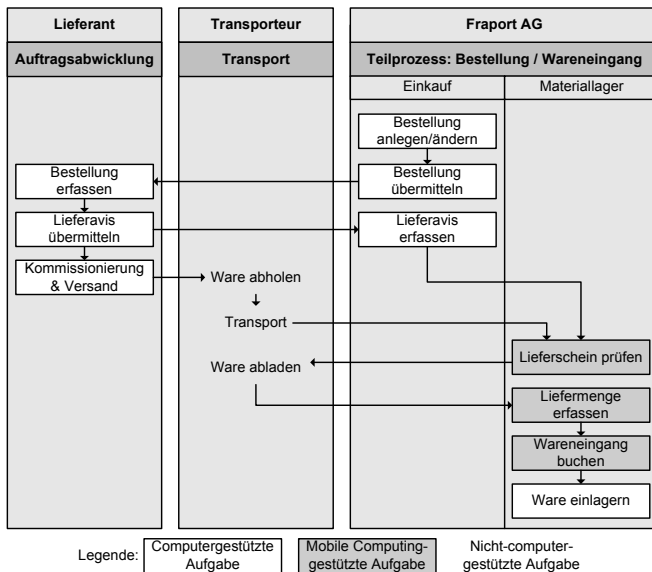 Lieferant
Transporteur
Fraport AG
Auftragsabwicklung
Transport
Teilprozess: Bestellung / Wareneingang
Einkauf
Materiallager
Bestellung
anlegen/ändern
Bestellung
erfassen
Bestellung
übermitteln
Lieferavis
übermitteln
Lieferavis
erfassen
Kommissionierung
& Versand
Ware abholen
Transport
Lieferschein prüfen
Ware abladen
Liefermenge
erfassen
Wareneingang
buchen
Ware einlagern
Legende:
Computergestützte
Aufgabe
Mobile Computing-
gestützte Aufgabe
Nicht-computer-
gestützte Aufgabe